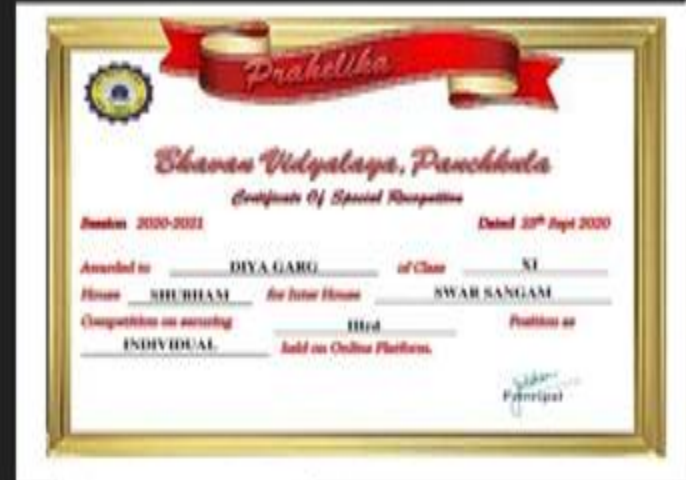 Prahelika
Bhavan Vidyalaya, Panchkula
Certificate Of Special Recognition
Session 2020-2021 Dated 25th Sept 2020
Awarded to DIYA GARG of Class XI
House SHUBHAM for Inter House SWAR SANGAM
Competition on securing IIIrd Position as
INDIVIDUAL held on Online Platform.
Principal